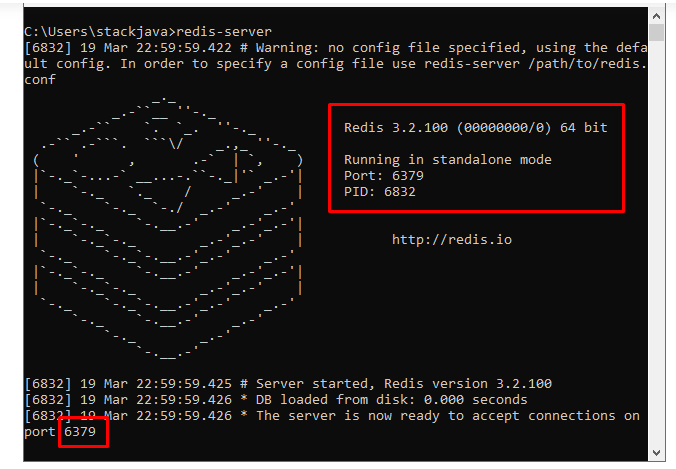 C:\Users\stackjava>redis-server
[6832] 19 Mar 22:59:59.422 # Warning: no config file specified, using the defa
ult config. In order to specify a config file use redis-server /path/to/redis.
conf
Redis 3.2.100 (00000000/0) 64 bit
Running in standalone mode
Port: 6379
PID: 6832
http://redis.io
[6832] 19 Mar 22:59:59.425 # Server started, Redis version 3.2.100
[6832] 19 Mar 22:59:59.426 * DB loaded from disk: 0.000 seconds
[6832] 19 Mar 22:59:59.426 * The server is now ready to accept connections on
port 6379